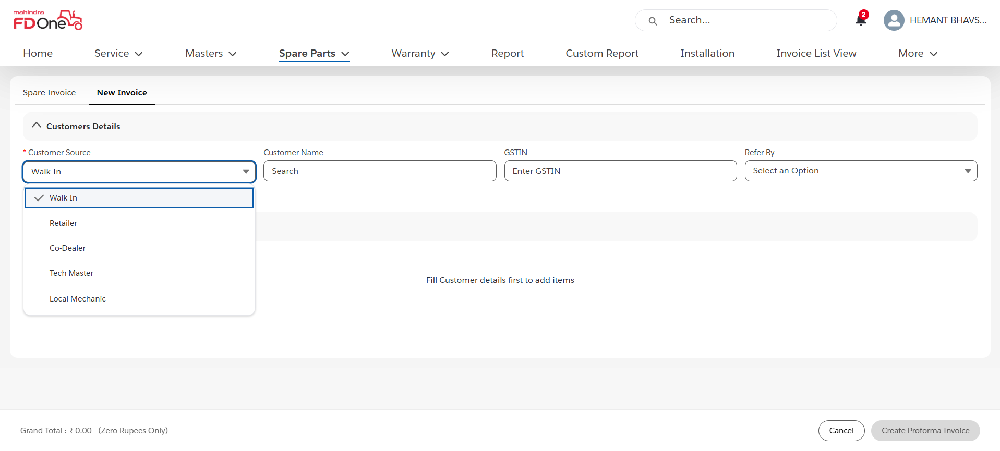 mahindra
FD One
Search...
2
HEMANT BHAVS...
Home
Service
Masters
Spare Parts
Warranty
Report
Custom Report
Installation
Invoice List View
More
Spare Invoice
New Invoice
Customers Details
* Customer Source
Customer Name
GSTIN
Refer By
Walk-In
Search
Enter GSTIN
Select an Option
Walk-In
Retailer
Co-Dealer
Tech Master
Local Mechanic
Fill Customer details first to add items
Grand Total : ₹ 0.00 (Zero Rupees Only)
Cancel
Create Proforma Invoice